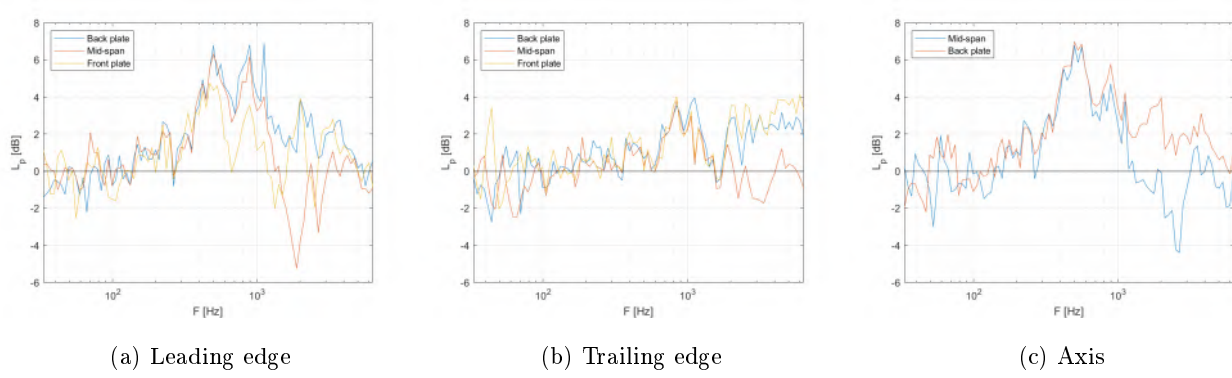 8
6
4
2
0
-2
-4
-6
L_p [dB]
Back plate
Mid-span
Front plate
10^2
10^3
F [Hz]
(a) Leading edge
8
6
4
2
0
-2
-4
-6
L_p [dB]
Back plate
Mid-span
Front plate
10^2
10^3
F [Hz]
(b) Trailing edge
8
6
4
2
0
-2
-4
-6
L_p [dB]
Mid-span
Back plate
10^2
10^3
F [Hz]
(c) Axis